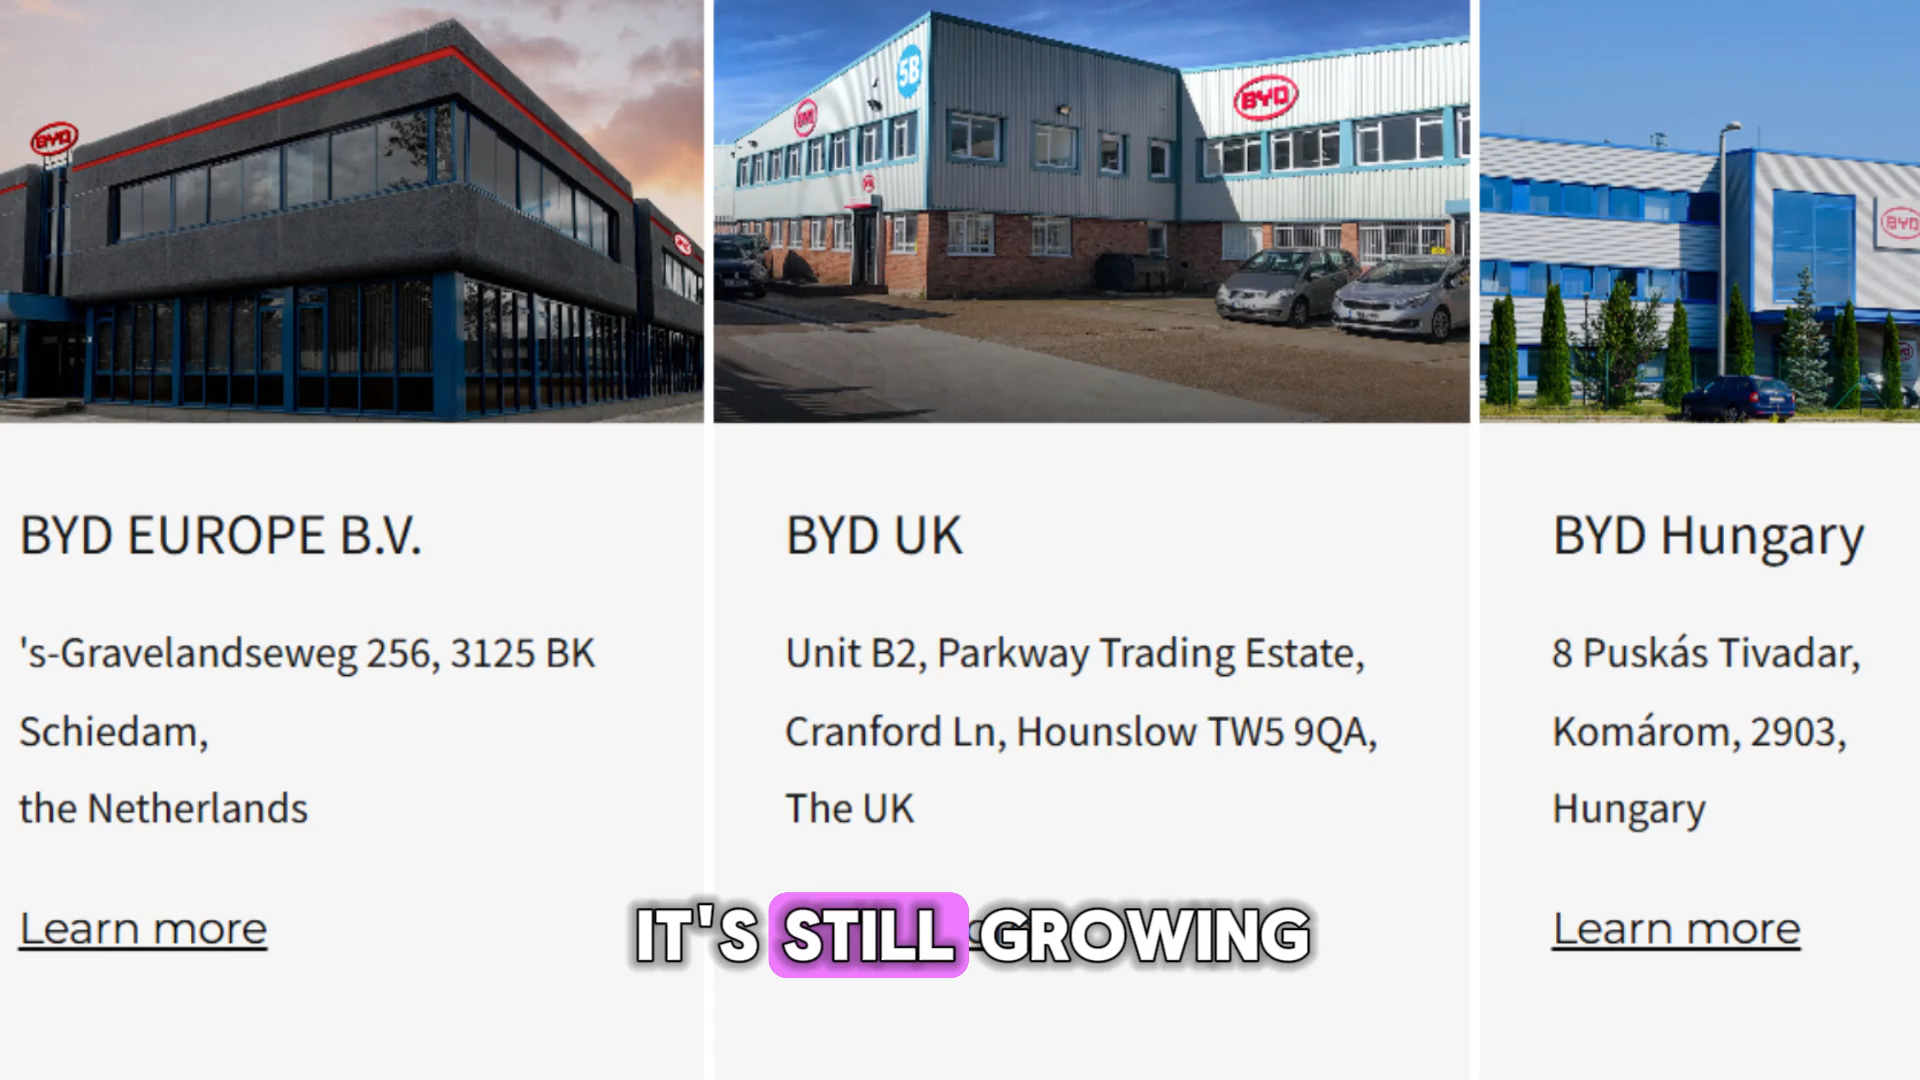 BYD
BYD
5B
BYD
BYD
BYD EUROPE B.V.
's-Gravelandseweg 256, 3125 BK
Schiedam,
the Netherlands
Learn more
BYD UK
Unit B2, Parkway Trading Estate,
Cranford Ln, Hounslow TW5 9QA,
The UK
BYD Hungary
8 Puskás Tivadar,
Komárom, 2903,
Hungary
Learn more
IT'S STILL GROWING